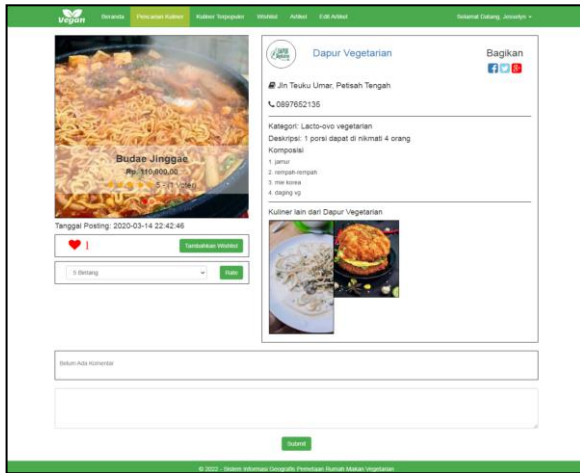 Vegan
Beranda
Pencarian Kuliner
Kuliner Terpopuler
Wishlist
Artikel
Edit Artikel
Selamat Datang, Jesselyn
Budae Jinggae
Rp. 110,000.00
5 - (1 voter)
Tanggal Posting: 2020-03-14 22:42:46
1
Tambahkan Wishlist
5 Bintang
Rate
DAPUR
Dapur Vegetarian
Bagikan
Jln Teuku Umar, Petisah Tengah
0897652135
Kategori: Lacto-ovo vegetarian
Deskripsi: 1 porsi dapat di nikmati 4 orang
Komposisi
1. jamur
2. rempah-rempah
3. mie korea
4. daging vg
Kuliner lain dari Dapur Vegetarian
Belum Ada Komentar
Submit
© 2022 - Sistem Informasi Geografis Pemetaan Rumah Makan Vegetarian